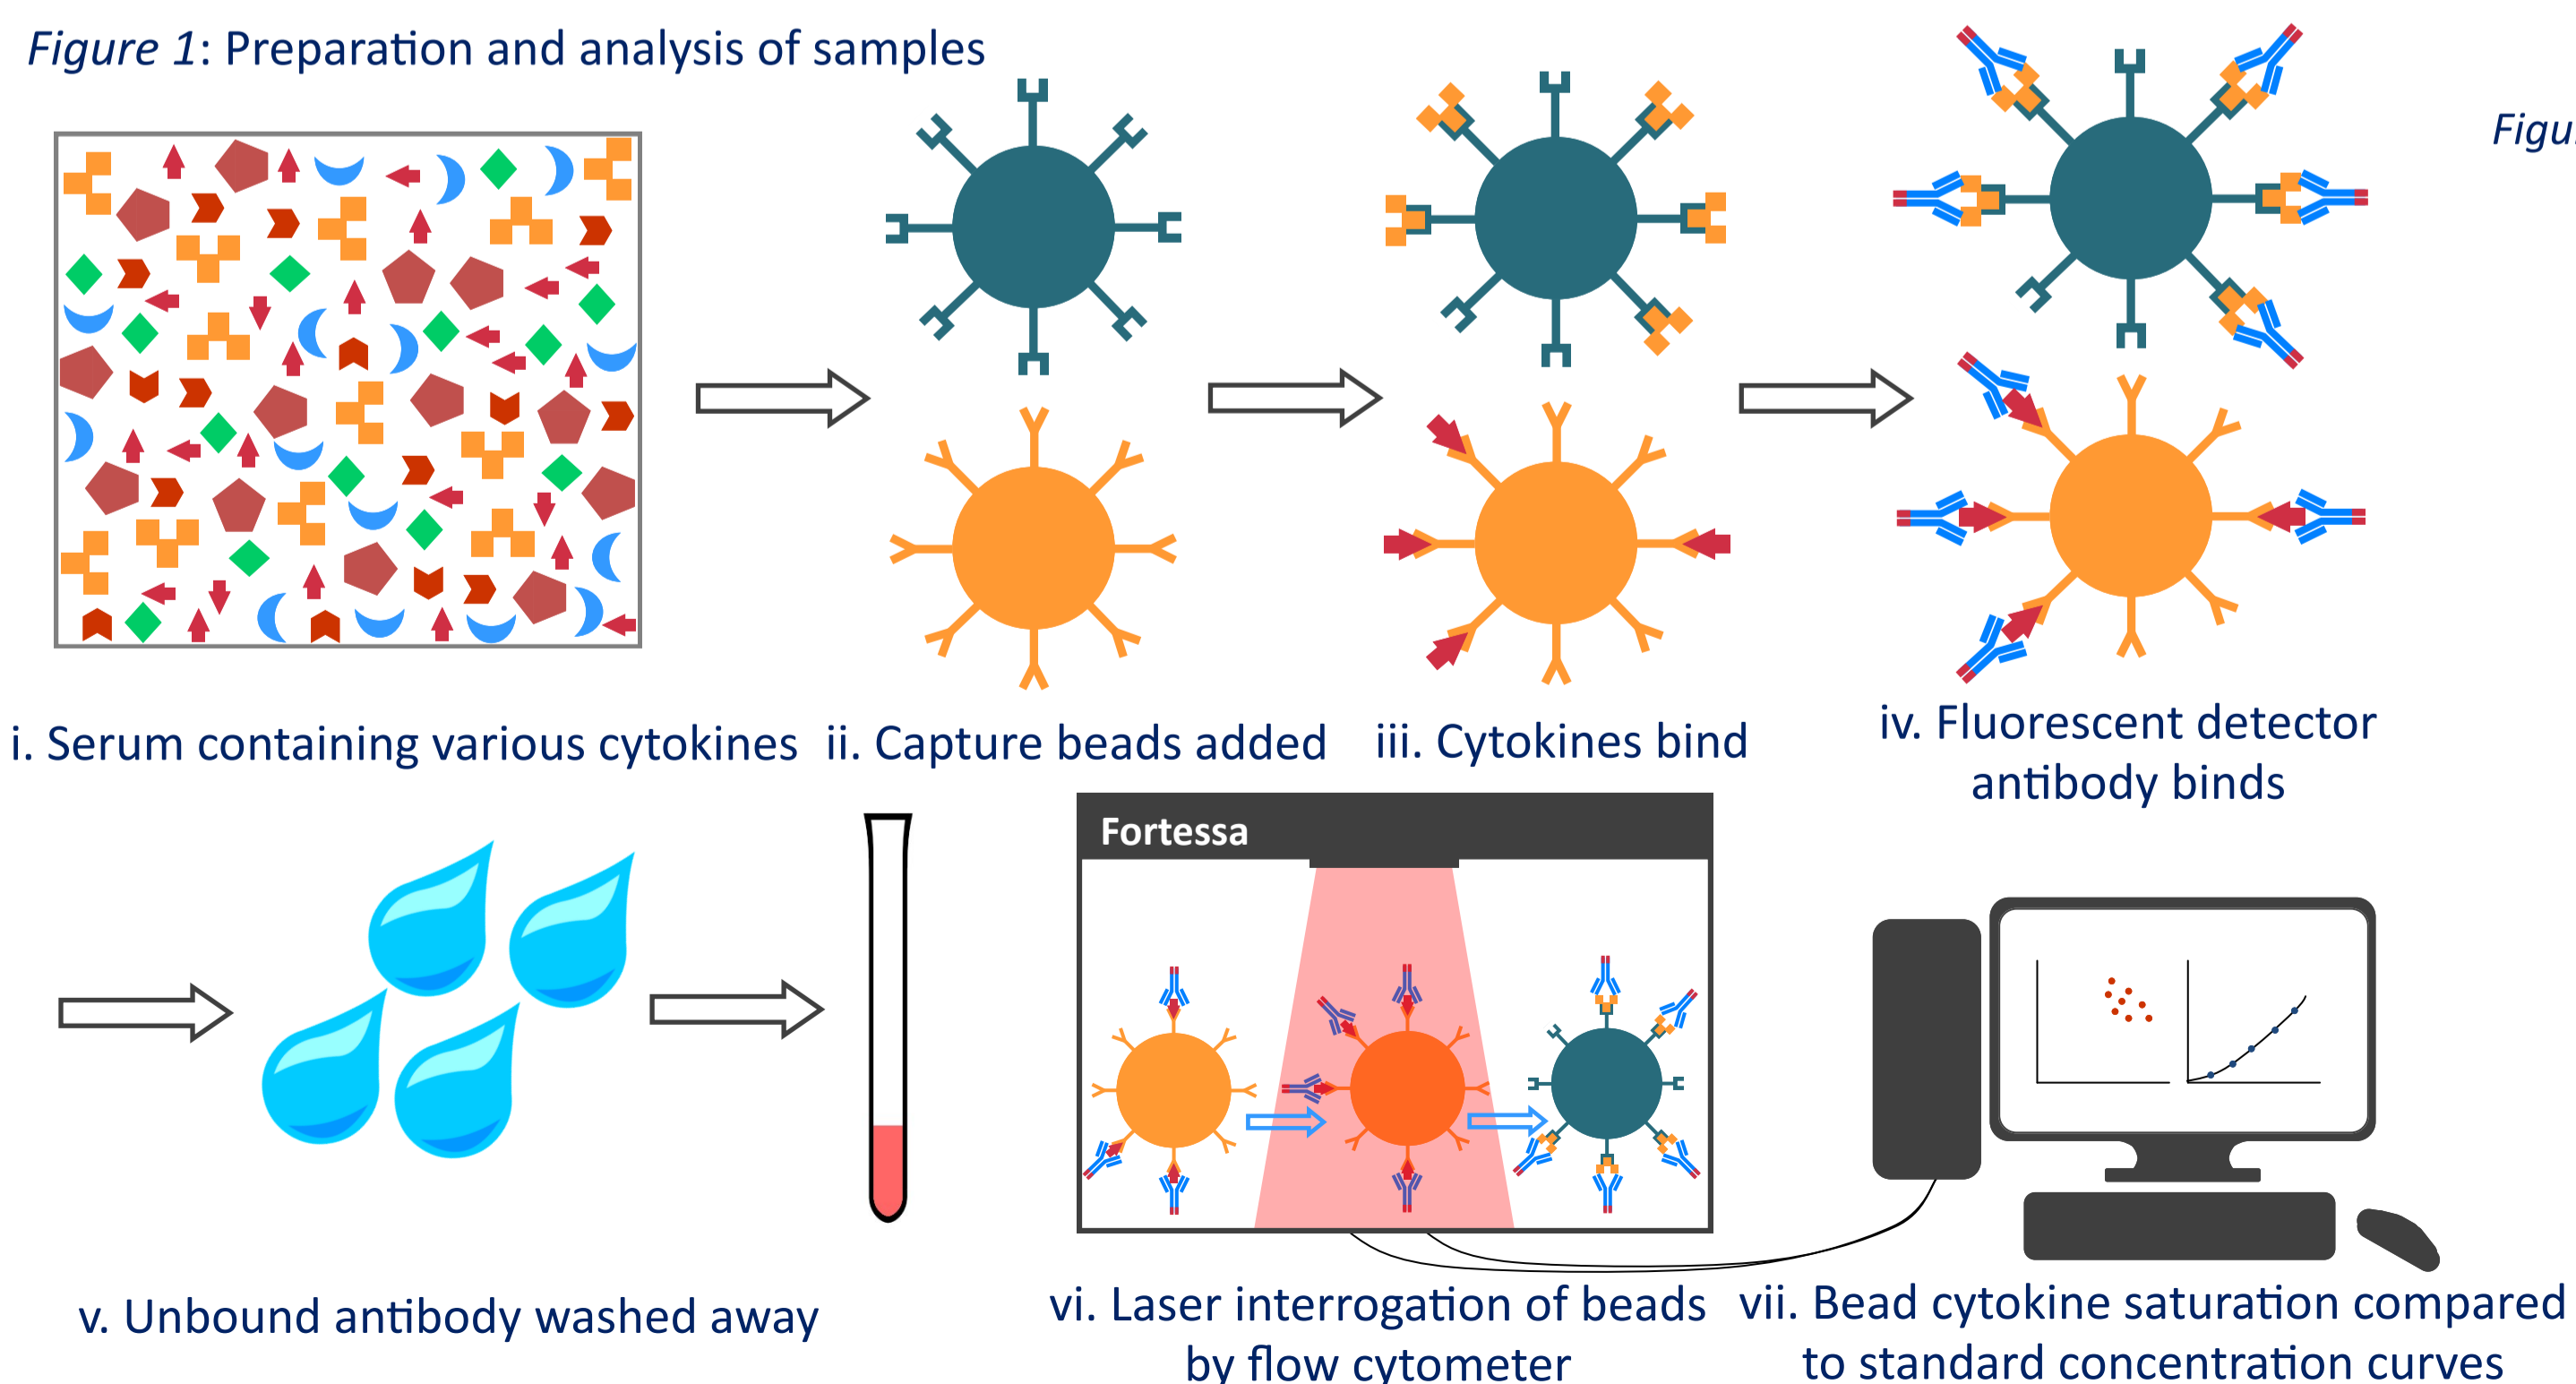 Figure 1: Preparation and analysis of samples
Figu
i. Serum containing various cytokines
ii. Capture beads added
iii. Cytokines bind
iv. Fluorescent detector
antibody binds
Fortessa
v. Unbound antibody washed away
vi. Laser interrogation of beads
by flow cytometer
vii. Bead cytokine saturation compared
to standard concentration curves